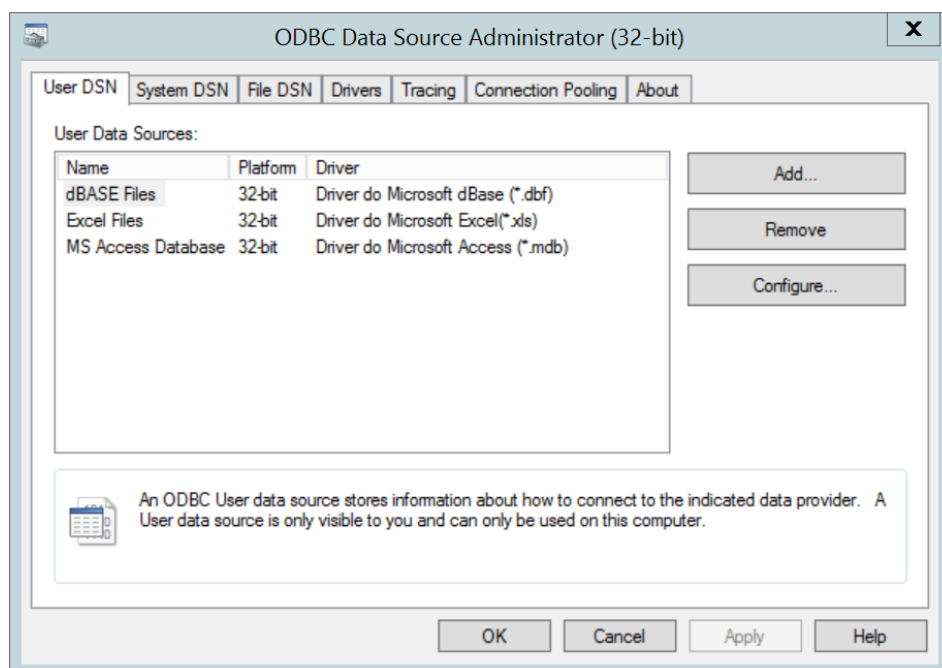 ODBC Data Source Administrator (32-bit)
X
User DSN System DSN File DSN Drivers Tracing Connection Pooling About
User Data Sources:
Name Platform Driver
dBASE Files 32-bit Driver do Microsoft dBase (*.dbf)
Excel Files 32-bit Driver do Microsoft Excel(*.xls)
MS Access Database 32-bit Driver do Microsoft Access (*.mdb)
Add...
Remove
Configure...
An ODBC User data source stores information about how to connect to the indicated data provider. A
User data source is only visible to you and can only be used on this computer.
OK Cancel Apply Help